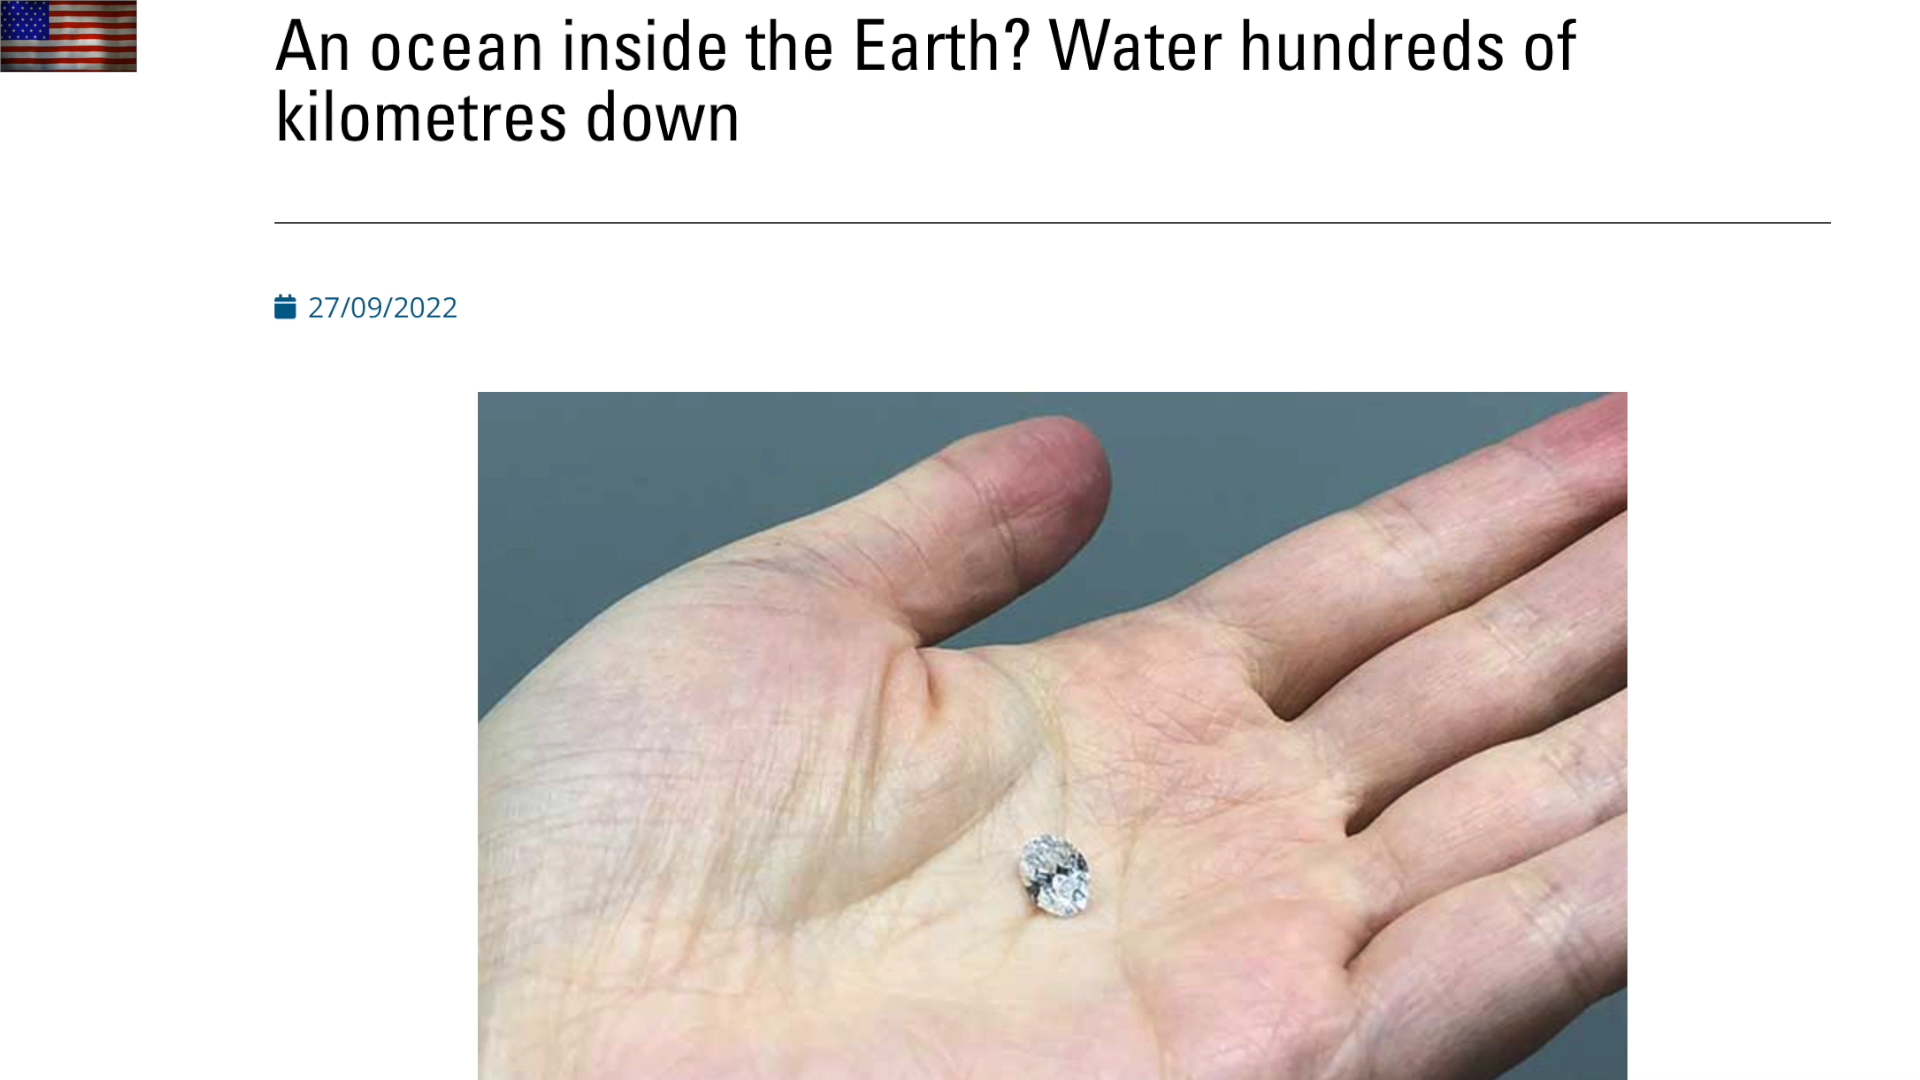 An ocean inside the Earth? Water hundreds of
kilometres down
27/09/2022